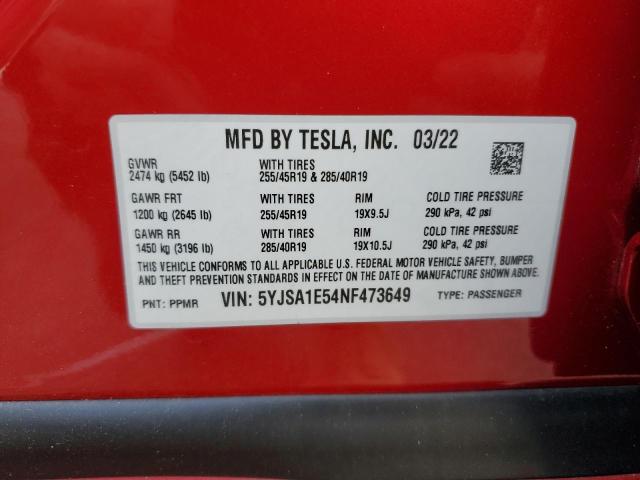 MFD BY TESLA, INC. 03/22
GVWR WITH TIRES
2474 kg (5452 lb) 255/45R19 & 285/40R19
GAWR FRT WITH TIRES RIM COLD TIRE PRESSURE
1200 kg (2645 lb) 255/45R19 19X9.5J 290 kPa, 42 psi
GAWR RR WITH TIRES RIM COLD TIRE PRESSURE
1450 kg (3196 lb) 285/40R19 19X10.5J 290 kPa, 42 psi
THIS VEHICLE CONFORMS TO ALL APPLICABLE U.S. FEDERAL MOTOR VEHICLE SAFETY, BUMPER
AND THEFT PREVENTION STANDARDS IN EFFECT ON THE DATE OF MANUFACTURE SHOWN ABOVE.
PNT: PPMR VIN: 5YJSA1E54NF473649 TYPE: PASSENGER